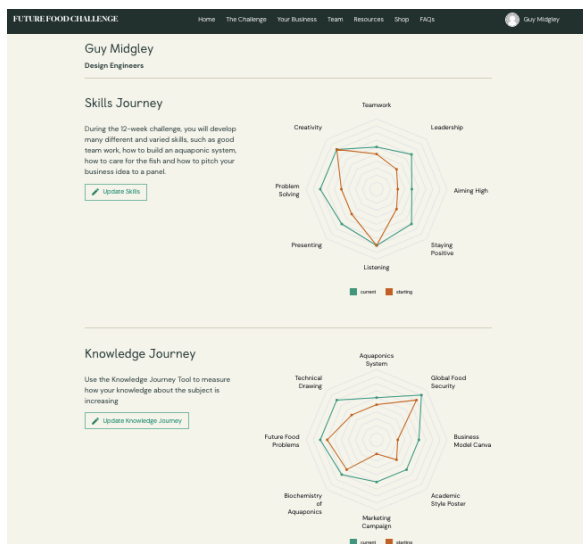 FUTURE FOOD CHALLENGE
Home The Challenge Your Business Team Resources Shop FAQs
Guy Midgley
Guy Midgley
Design Engineers
Skills Journey
During the 12-week challenge, you will develop
many different and varied skills, such as good
team work, how to build an aquaponic system,
how to care for the fish and how to pitch your
business idea to a panel.
Update Skills
Teamwork
Creativity
Leadership
Problem
Solving
Aiming High
Presenting
Staying
Positive
Listening
current
starting
Knowledge Journey
Use the Knowledge Journey Tool to measure
how your knowledge about the subject is
increasing
Update Knowledge Journey
Aquaponics
System
Technical
Drawing
Global Food
Security
Future Food
Problems
Business
Model Canva
Biochemistry
of
Aquaponics
Academic
Style Poster
Marketing
Campaign
current
starting